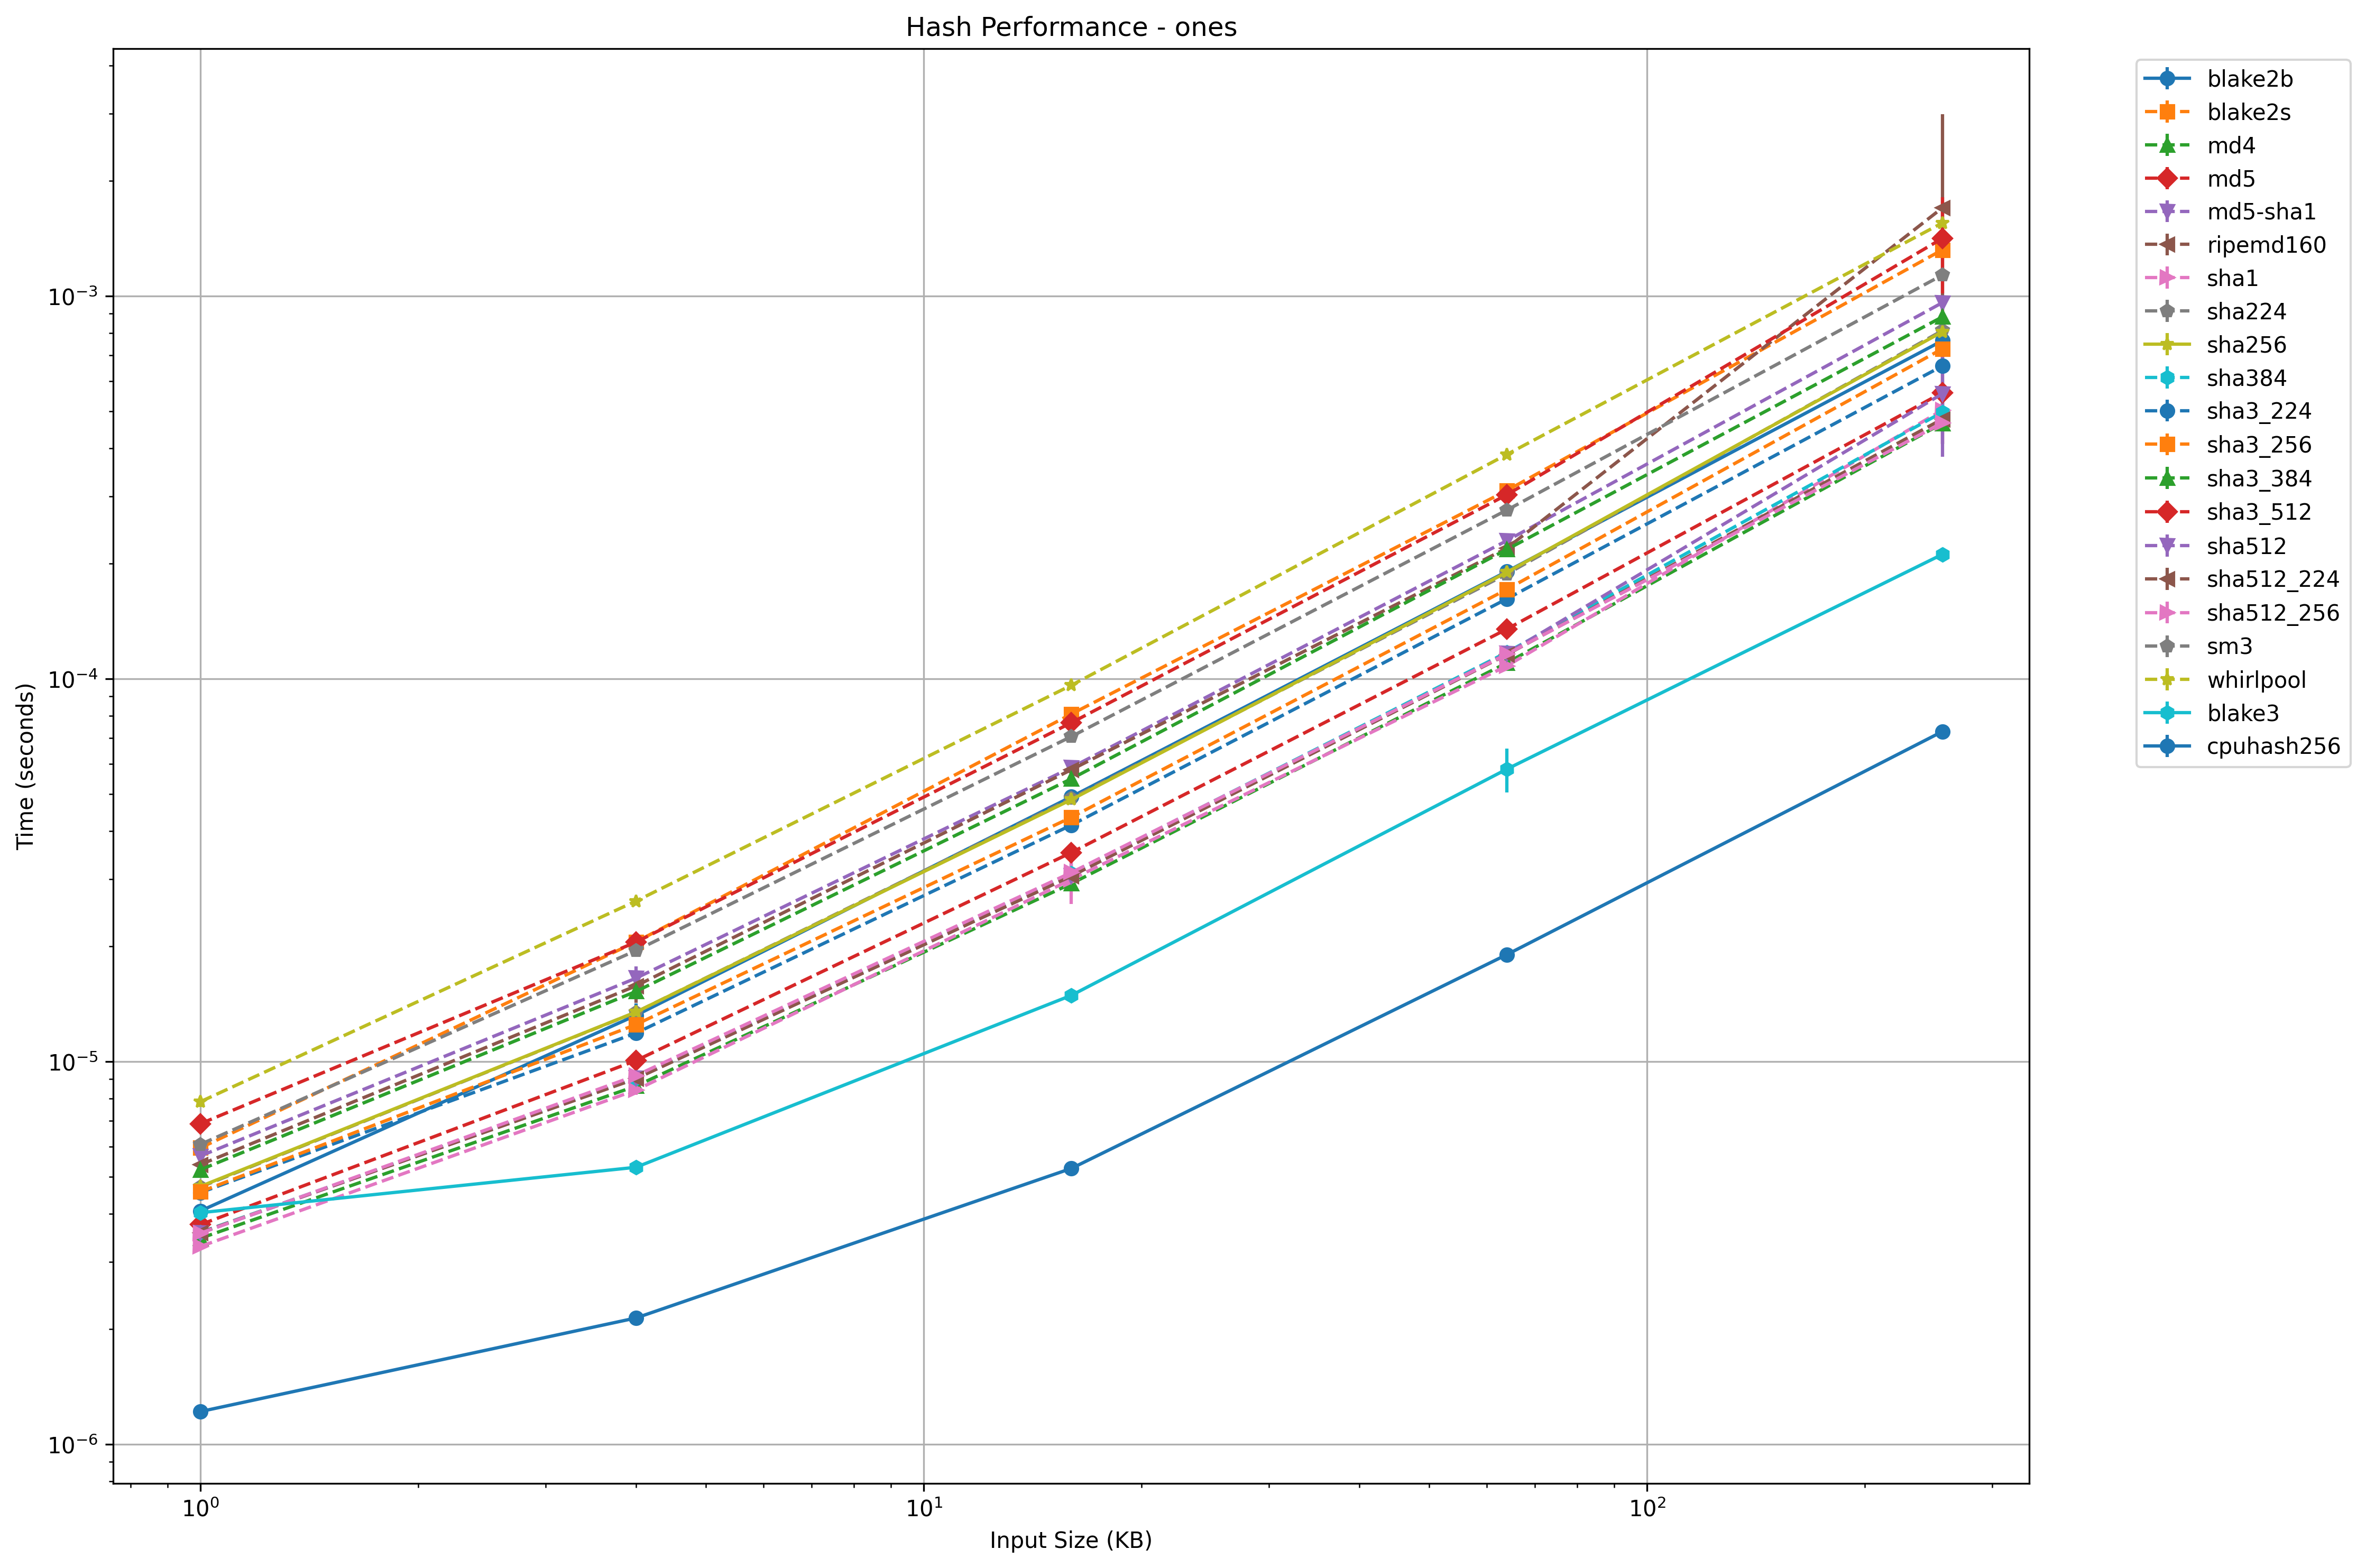 Hash Performance - ones
Time (seconds)
10⁻³
10⁻⁴
10⁻⁵
10⁻⁶
10⁰
10¹
10²
Input Size (KB)
blake2b
blake2s
md4
md5
md5-sha1
ripemd160
sha1
sha224
sha256
sha384
sha3_224
sha3_256
sha3_384
sha3_512
sha512
sha512_224
sha512_256
sm3
whirlpool
blake3
cpuhash256